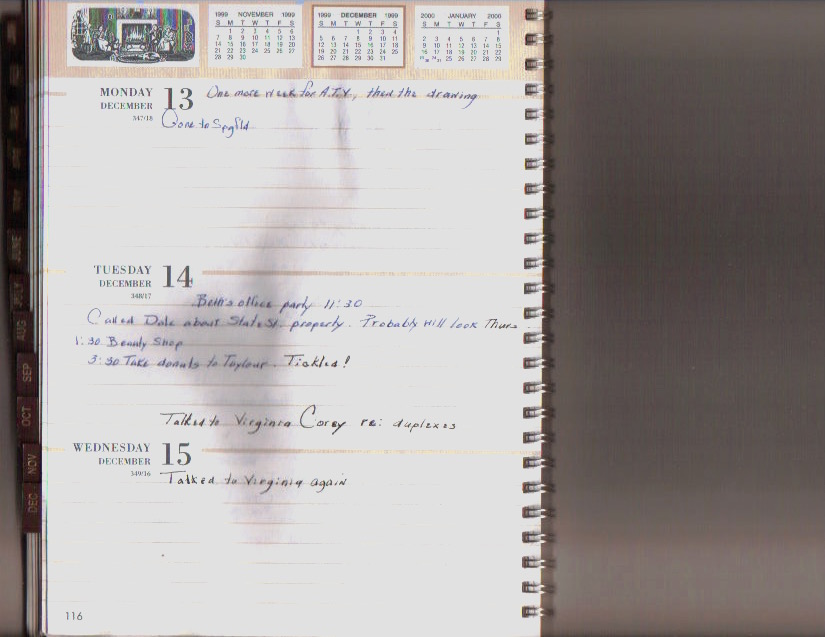 1999 NOVEMBER 1999
S M T W T F S
1 2 3 4 5 6
7 8 9 10 11 12 13
14 15 16 17 18 19 20
21 22 23 24 25 26 27
28 29 30
1999 DECEMBER 1999
S M T W T F S
1 2 3 4
5 6 7 8 9 10 11
12 13 14 15 16 17 18
19 20 21 22 23 24 25
26 27 28 29 30 31
2000 JANUARY 2000
S M T W T F S
1
2 3 4 5 6 7 8
9 10 11 12 13 14 15
16 17 18 19 20 21 22
23/30 24/31 25 26 27 28 29
MONDAY 13 One more week for A.T.V., then the drawing
DECEMBER
347/18 Gone to Spgfld
TUESDAY 14
DECEMBER
348/17
Beth's office party 11:30
Called Dale about State St. property. Probably will look Thurs
1:30 Beauty Shop
3:30 Take donuts to Taylour. Tickled!
Talked to Virginia Corey re: duplexes
WEDNESDAY 15
DECEMBER
349/16 Talked to Virginia again
116
JUNE
JULY
AUG
SEP
OCT
NOV
DEC